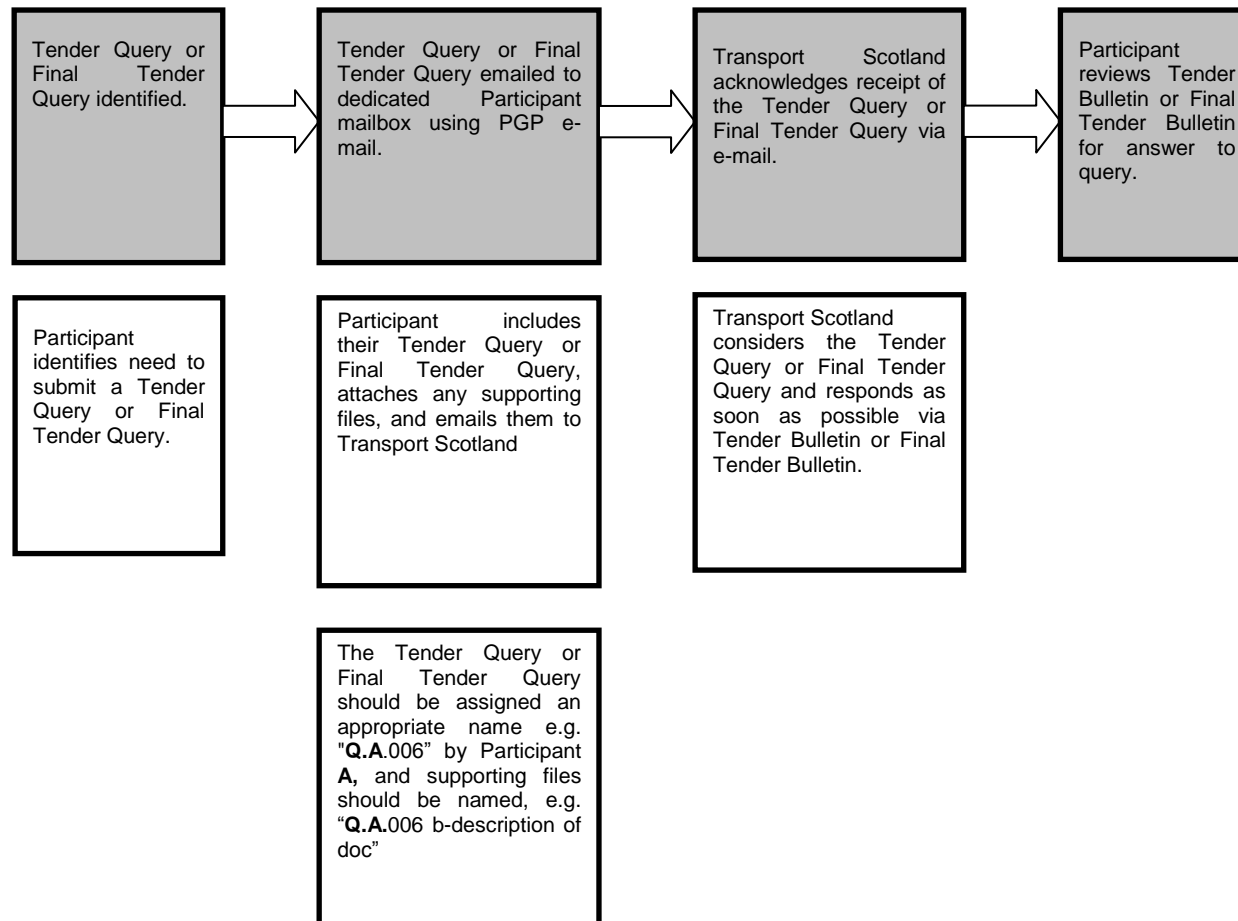 Tender Query or
Final Tender
Query identified.
Tender Query or Final
Tender Query emailed to
dedicated Participant
mailbox using PGP e-
mail.
Transport Scotland
acknowledges receipt of
the Tender Query or
Final Tender Query via
e-mail.
Participant
reviews Tender
Bulletin or Final
Tender Bulletin
for answer to
query.
Participant
identifies need to
submit a Tender
Query or Final
Tender Query.
Participant includes
their Tender Query or
Final Tender Query,
attaches any supporting
files, and emails them to
Transport Scotland
Transport Scotland
considers the Tender
Query or Final Tender
Query and responds as
soon as possible via
Tender Bulletin or Final
Tender Bulletin.
The Tender Query or
Final Tender Query
should be assigned an
appropriate name e.g.
"Q.A.006” by Participant
A, and supporting files
should be named, e.g.
“Q.A.006 b-description of
doc”